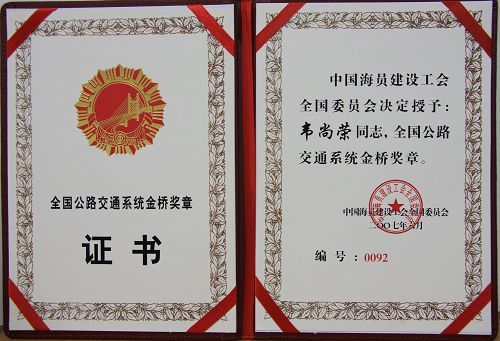 全国公路交通系统金桥奖章
证书
中国海员建设工会
全国委员会决定授予：
韦尚荣同志，全国公路
交通系统金桥奖章。
中国海员建设工会全国委员会
二〇〇七年六月
编号：0092